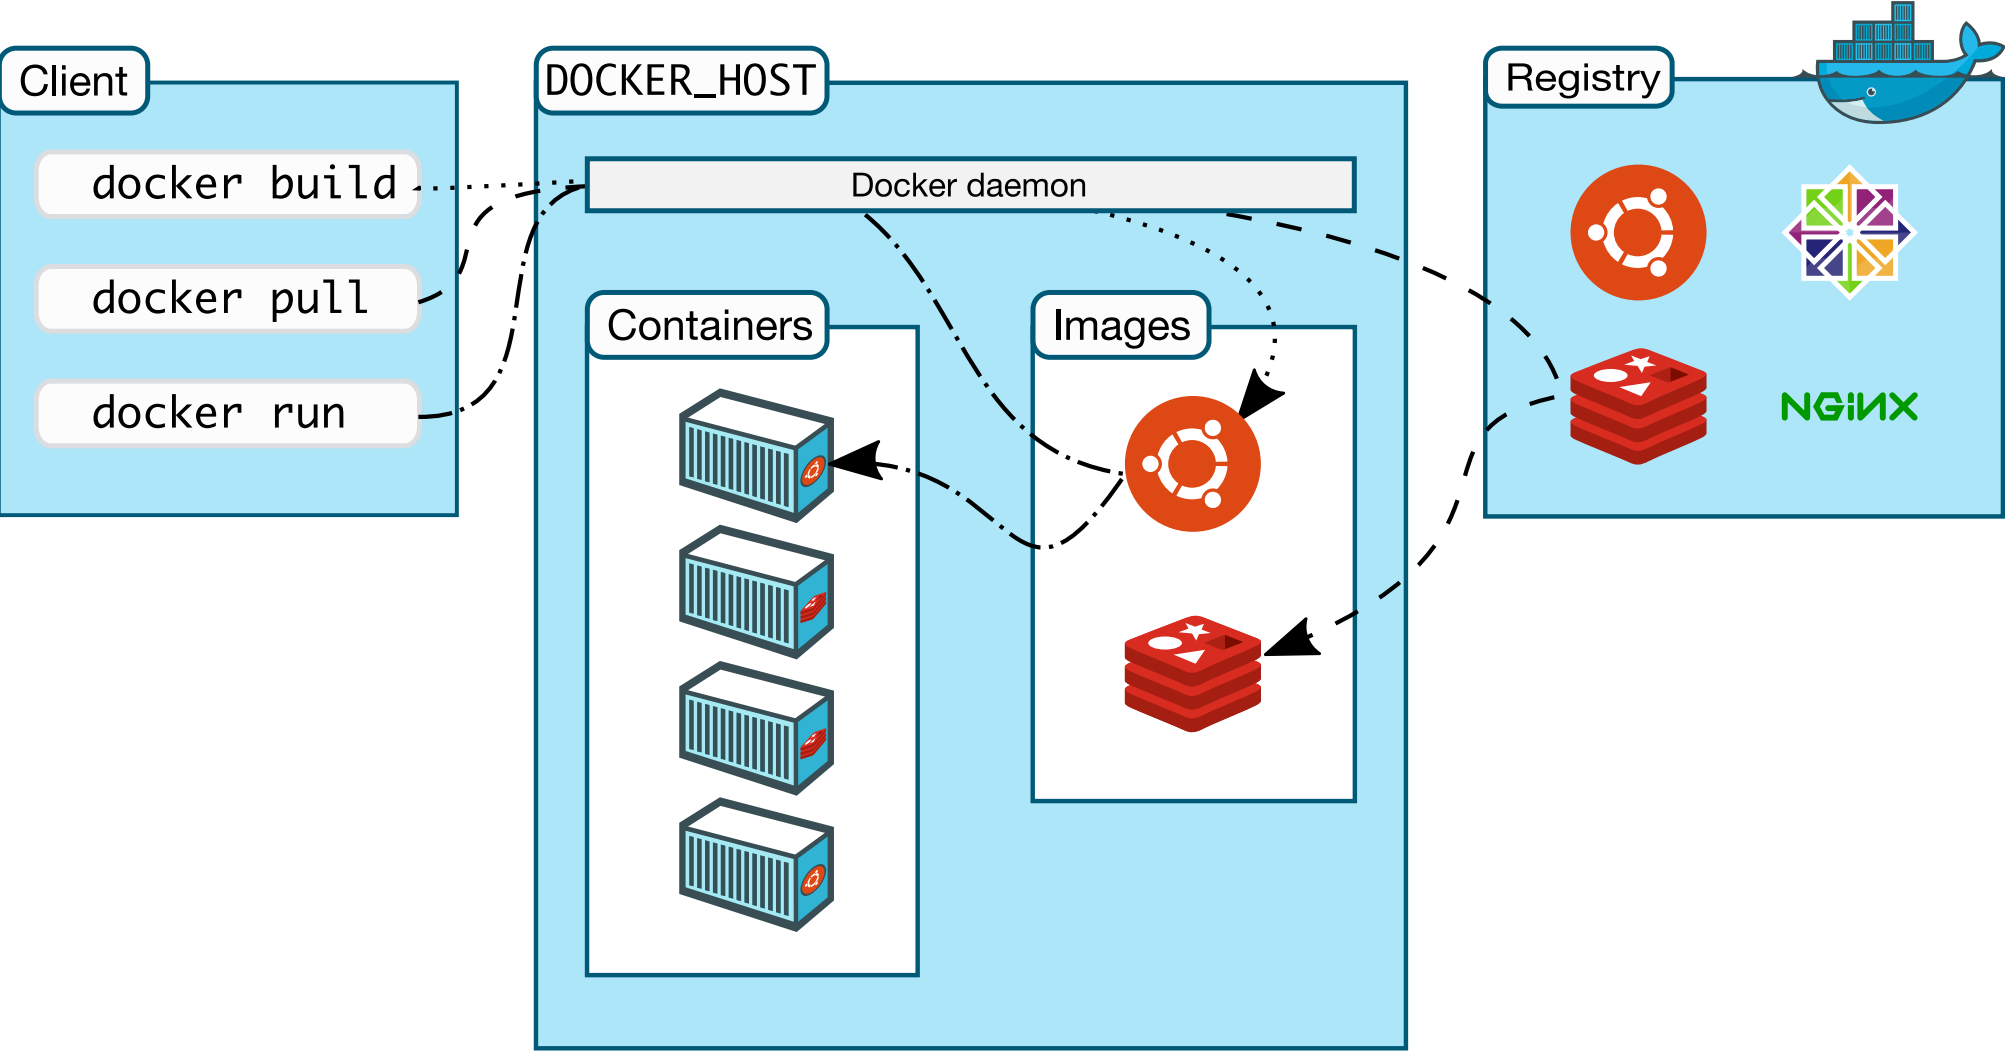 Client
docker build
docker pull
docker run
DOCKER_HOST
Docker daemon
Containers
Images
Registry
NGiNX